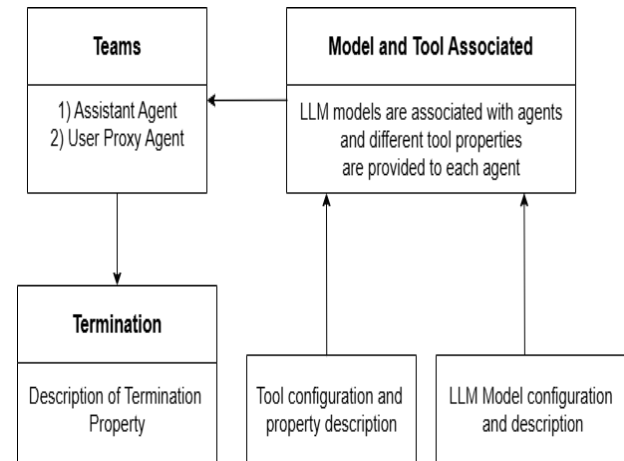 Teams
1) Assistant Agent
2) User Proxy Agent
Model and Tool Associated
LLM models are associated with agents
and different tool properties
are provided to each agent
Termination
Description of Termination
Property
Tool configuration and
property description
LLM Model configuration
and description